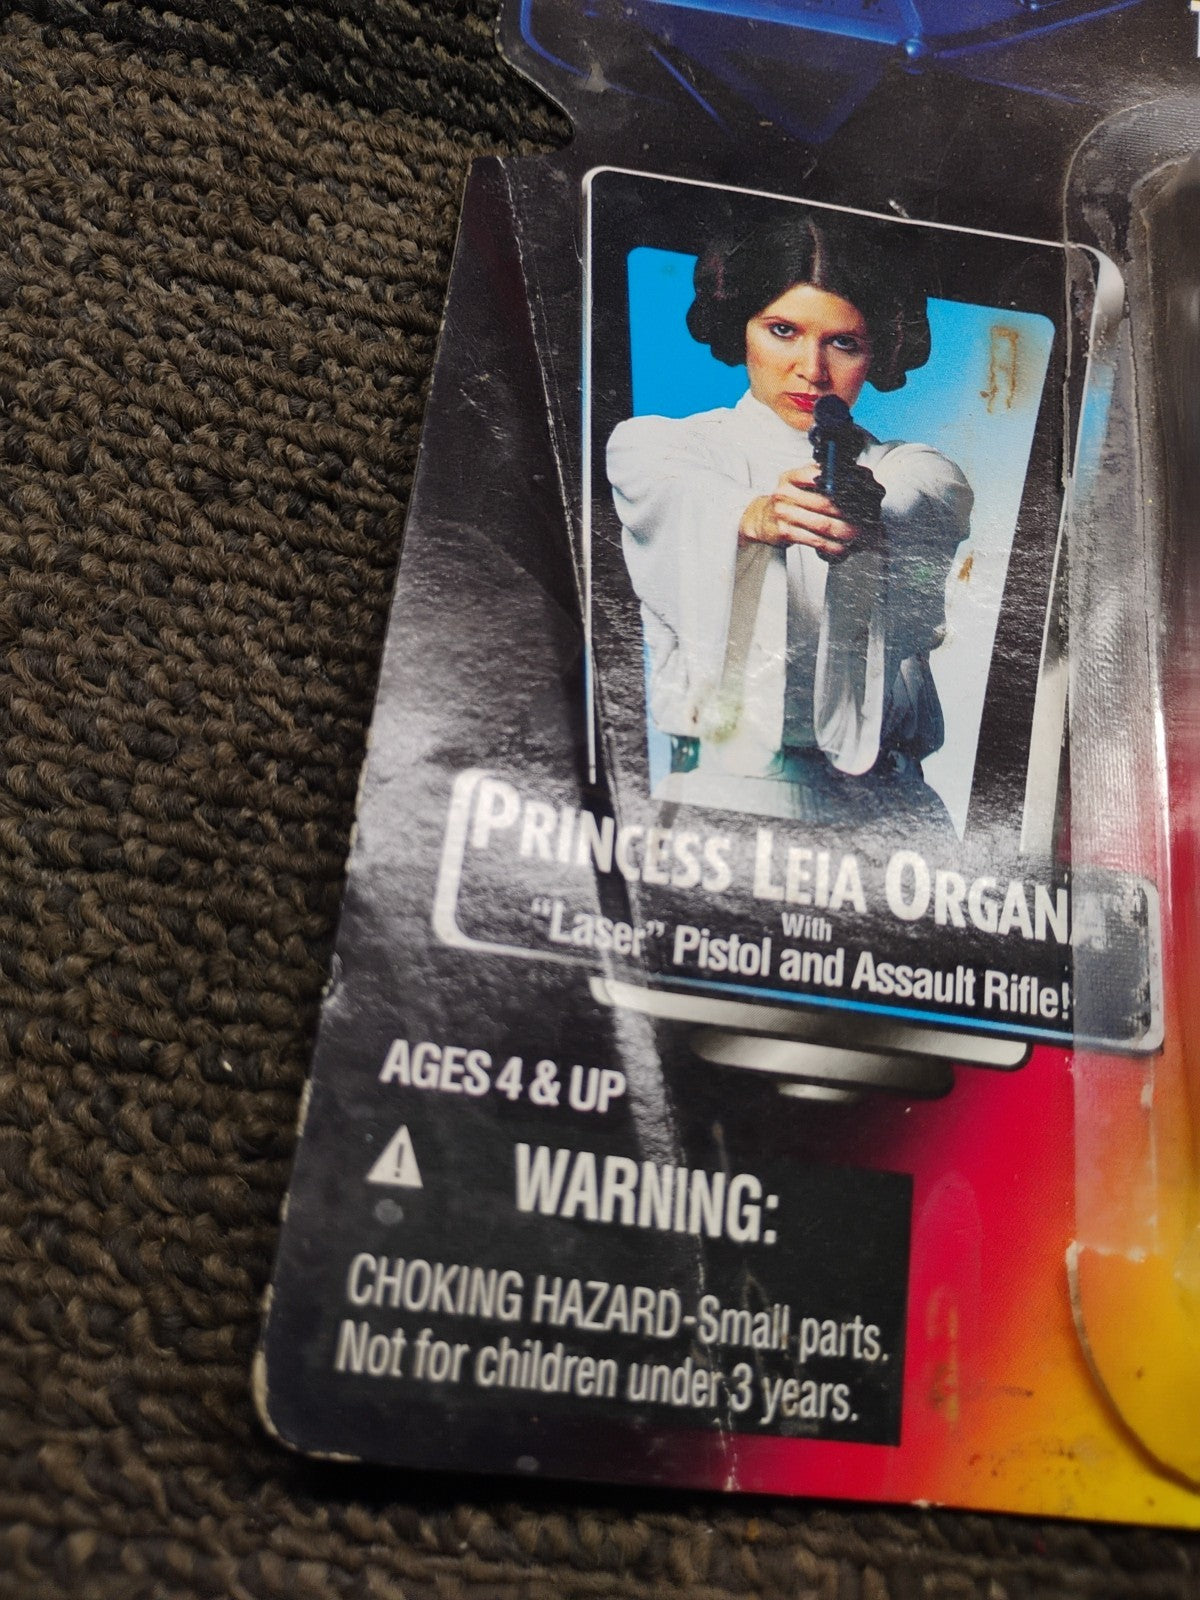 PRINCESS LEIA ORGANA
With
"Laser" Pistol and Assault Rifle!
AGES 4 & UP
WARNING:
CHOKING HAZARD-Small parts.
Not for children under 3 years.